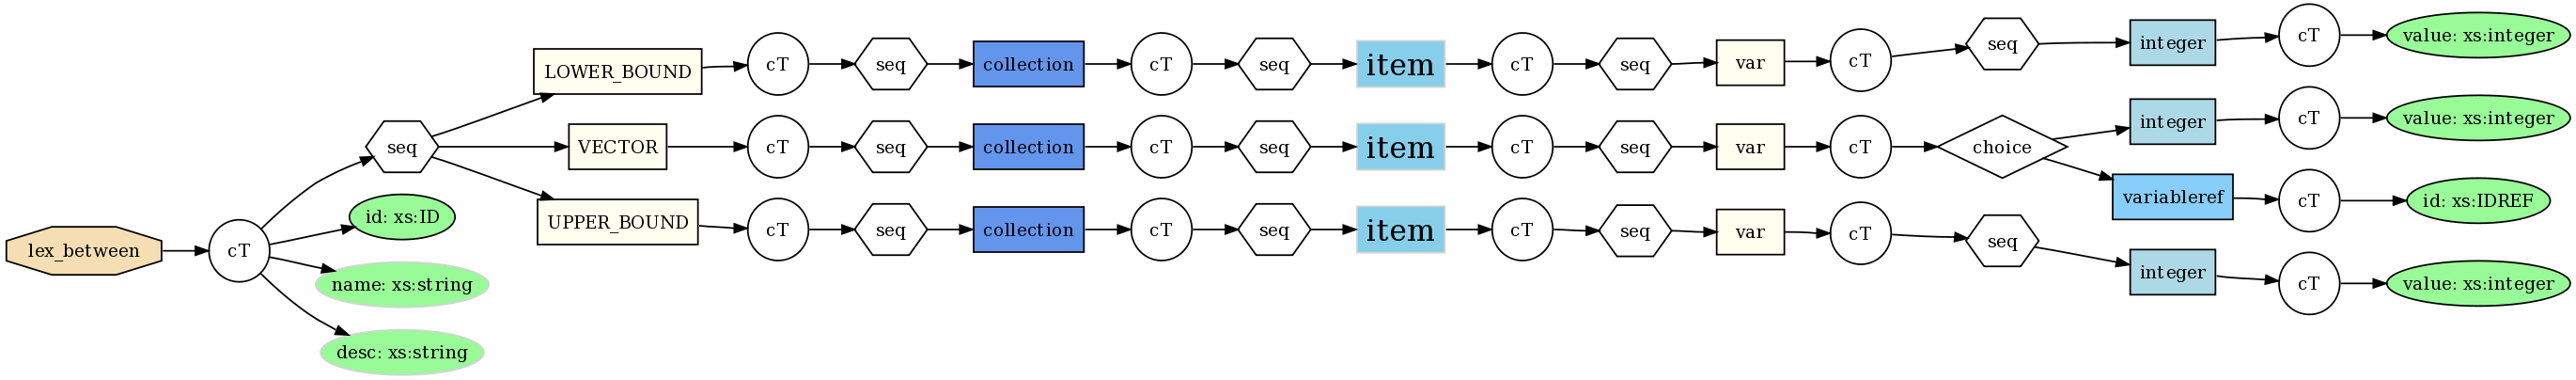 lex_between
cT
seq
id: xs:ID
name: xs:string
desc: xs:string
LOWER_BOUND
cT
seq
collection
cT
seq
item
cT
seq
var
cT
seq
integer
cT
value: xs:integer
VECTOR
cT
seq
collection
cT
seq
item
cT
seq
var
cT
choice
integer
cT
value: xs:integer
variableref
cT
id: xs:IDREF
UPPER_BOUND
cT
seq
collection
cT
seq
item
cT
seq
var
cT
seq
integer
cT
value: xs:integer